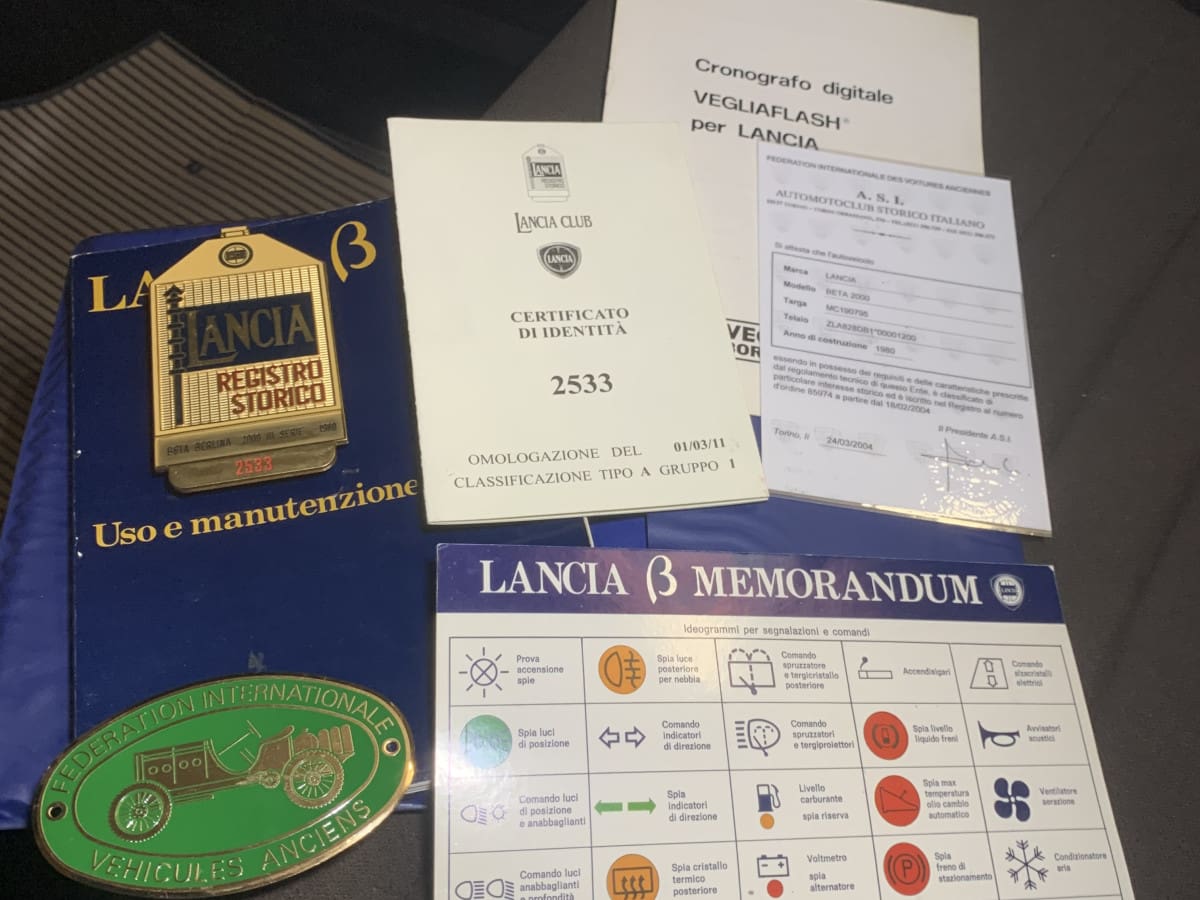 Cronografo digitale
VEGLIAFLASH®
per LANCIA
FEDERATION INTERNATIONALE DES VOITURES ANCIENNES
A. S. I.
AUTOMOTOCLUB STORICO ITALIANO
Si attesta che l'autoveicolo
Marca LANCIA
Modello BETA 2000
Targa MC190795
Telaio ZLA828DB1*00001200
Anno di costruzione 1980
essendo in possesso dei requisiti e delle caratteristiche prescritte
dal regolamento tecnico di questo Ente, è classificato di
particolare interesse storico ed è iscritto nel Registro al numero
d'ordine 85974 a partire dal 18/02/2004
Il Presidente A.S.I.
Torino, lì 24/03/2004
LANCIA
REGISTRO
STORICO
LANCIA CLUB
LANCIA
CERTIFICATO
DI IDENTITÀ
2533
OMOLOGAZIONE DEL 01/03/11
CLASSIFICAZIONE TIPO A GRUPPO 1
LA β
LANCIA
REGISTRO
STORICO
BETA BERLINA 2000 III SERIE 1980
2533
Uso e manutenzione
FEDERATION INTERNATIONALE
VEHICULES ANCIENS
LANCIA β MEMORANDUM
LANCIA
Ideogrammi per segnalazioni e comandi
Prova
accensione
spie
Spia luce
posteriore
per nebbia
Comando
spruzzatore
e tergicristallo
posteriore
Accendisigari
Comando
alzacristalli
elettrici
Spia luci
di posizione
Comando
indicatori
di direzione
Comando
spruzzatori
e tergiproiettori
Spia livello
liquido freni
Avvisatori
acustici
Comando luci
di posizione
e anabbaglianti
Spia
indicatori
di direzione
Livello
carburante
spia riserva
Spia max
temperatura
olio cambio
automatico
Ventilatore
aerazione
Comando luci
anabbaglianti
e profondità
Spia cristallo
termico
posteriore
Voltmetro
spia
alternatore
P
Spia
freno di
stazionamento
Condizionatore
aria